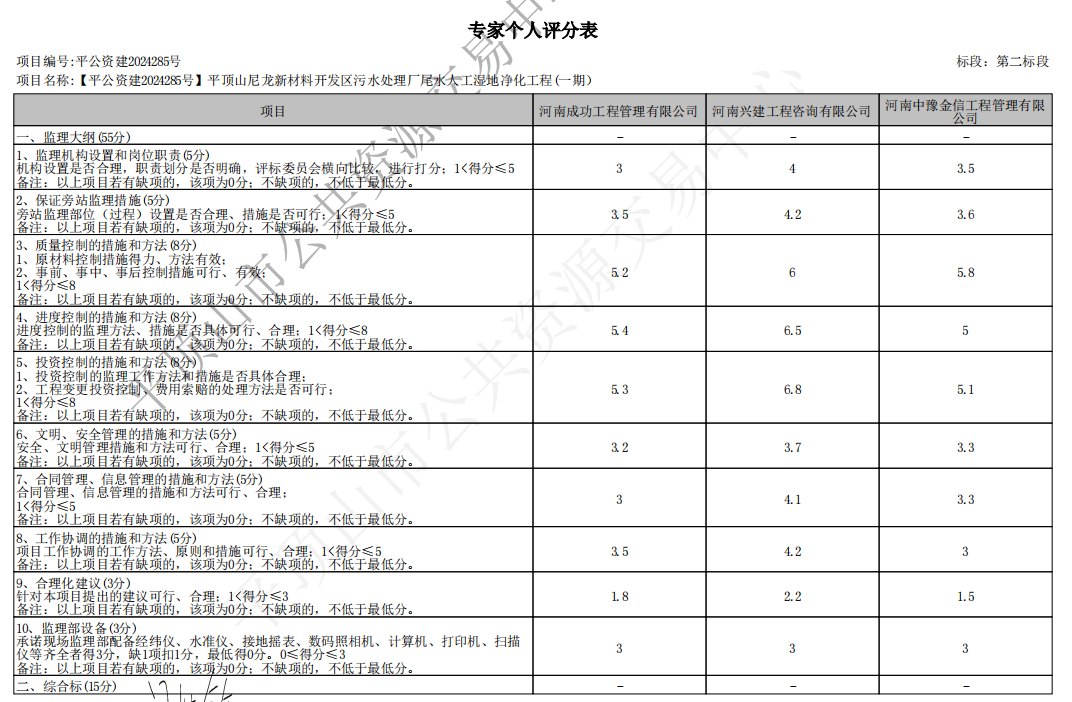 专家个人评分表
项目编号:平公资建2024285号
标段：第二标段
项目名称:【平公资建2024285号】平顶山尼龙新材料开发区污水处理厂尾水人工湿地净化工程(一期)
项目 河南成功工程管理有限公司 河南兴建工程咨询有限公司 河南中豫金信工程管理有限
公司
一、监理大纲(55分) - - -
1、监理机构设置和岗位职责(5分)
机构设置是否合理，职责划分是否明确，评标委员会横向比较，进行打分；1<得分≤5 3 4 3.5
备注：以上项目若有缺项的，该项为0分；不缺项的，不低于最低分。
2、保证旁站监理措施(5分)
旁站监理部位（过程）设置是否合理、措施是否可行；1<得分≤5 3.5 4.2 3.6
备注：以上项目若有缺项的，该项为0分；不缺项的，不低于最低分。
3、质量控制的措施和方法(8分)
1、原材料控制措施得力、方法有效；
2、事前、事中、事后控制措施可行、有效； 5.2 6 5.8
1<得分≤8
备注：以上项目若有缺项的，该项为0分；不缺项的，不低于最低分。
4、进度控制的措施和方法(8分)
进度控制的监理方法、措施是否具体可行、合理；1<得分≤8 5.4 6.5 5
备注：以上项目若有缺项的，该项为0分；不缺项的，不低于最低分。
5、投资控制的措施和方法(8分)
1、投资控制的监理工作方法和措施是否具体合理；
2、工程变更投资控制、费用索赔的处理方法是否可行； 5.3 6.8 5.1
1<得分≤8
备注：以上项目若有缺项的，该项为0分；不缺项的，不低于最低分。
6、文明、安全管理的措施和方法(5分)
安全、文明管理措施和方法可行、合理；1<得分≤5 3.2 3.7 3.3
备注：以上项目若有缺项的，该项为0分；不缺项的，不低于最低分。
7、合同管理、信息管理的措施和方法(5分)
合同管理、信息管理的措施和方法可行、合理；
1<得分≤5 3 4.1 3.3
备注：以上项目若有缺项的，该项为0分；不缺项的，不低于最低分。
8、工作协调的措施和方法(5分)
项目工作协调的工作方法、原则和措施可行、合理；1<得分≤5 3.5 4.2 3
备注：以上项目若有缺项的，该项为0分；不缺项的，不低于最低分。
9、合理化建议(3分)
针对本项目提出的建议可行、合理；1<得分≤3 1.8 2.2 1.5
备注：以上项目若有缺项的，该项为0分；不缺项的，不低于最低分。
10、监理部设备(3分)
承诺现场监理部配备经纬仪、水准仪、接地摇表、数码照相机、计算机、打印机、扫描
仪等齐全者得3分，缺1项扣1分，最低得0分。0≤得分≤3 3 3 3
备注：以上项目若有缺项的，该项为0分；不缺项的，不低于最低分。
二、综合标(15分) - - -
平顶山市公共资源交易中
平顶山市公共资源交易中心